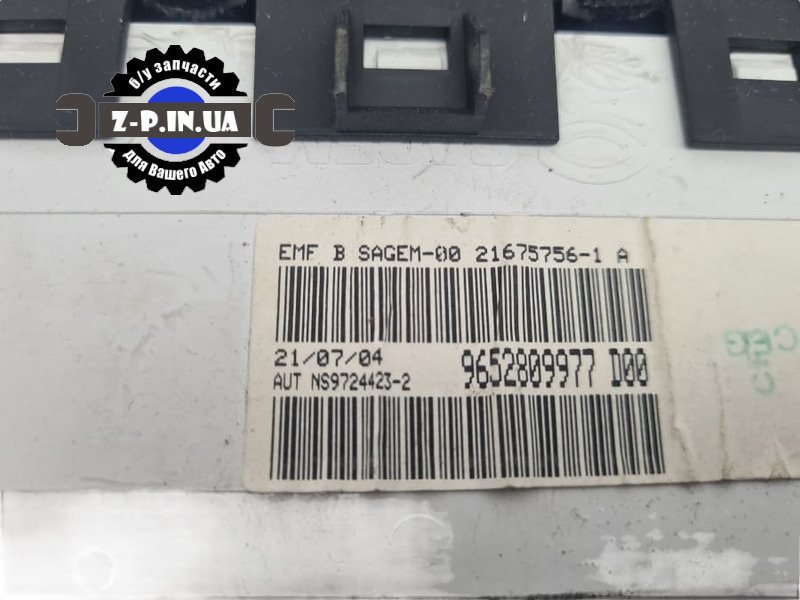 б/у запчасти
Z-P.IN.UA
для Вашего Авто
SAGEM
EMF B SAGEM-00 21675756-1 A
21/07/04
9652809977 D00
AUT NS9724423-2